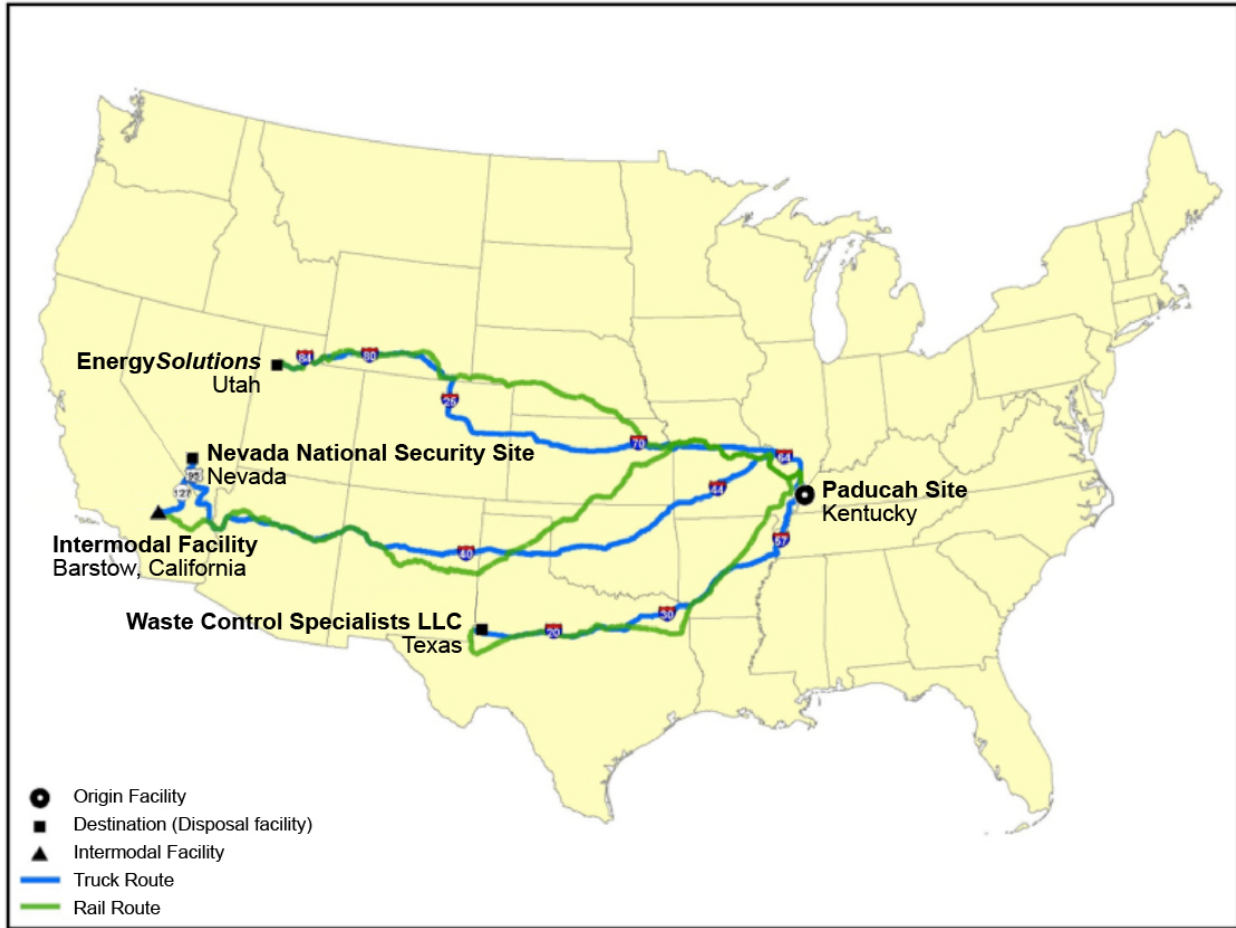 EnergySolutions
Utah
84
80
25
70
64
Nevada National Security Site
Nevada
95
127
44
Paducah Site
Kentucky
Intermodal Facility
Barstow, California
40
57
Waste Control Specialists LLC
Texas
30
20
Origin Facility
Destination (Disposal facility)
Intermodal Facility
Truck Route
Rail Route